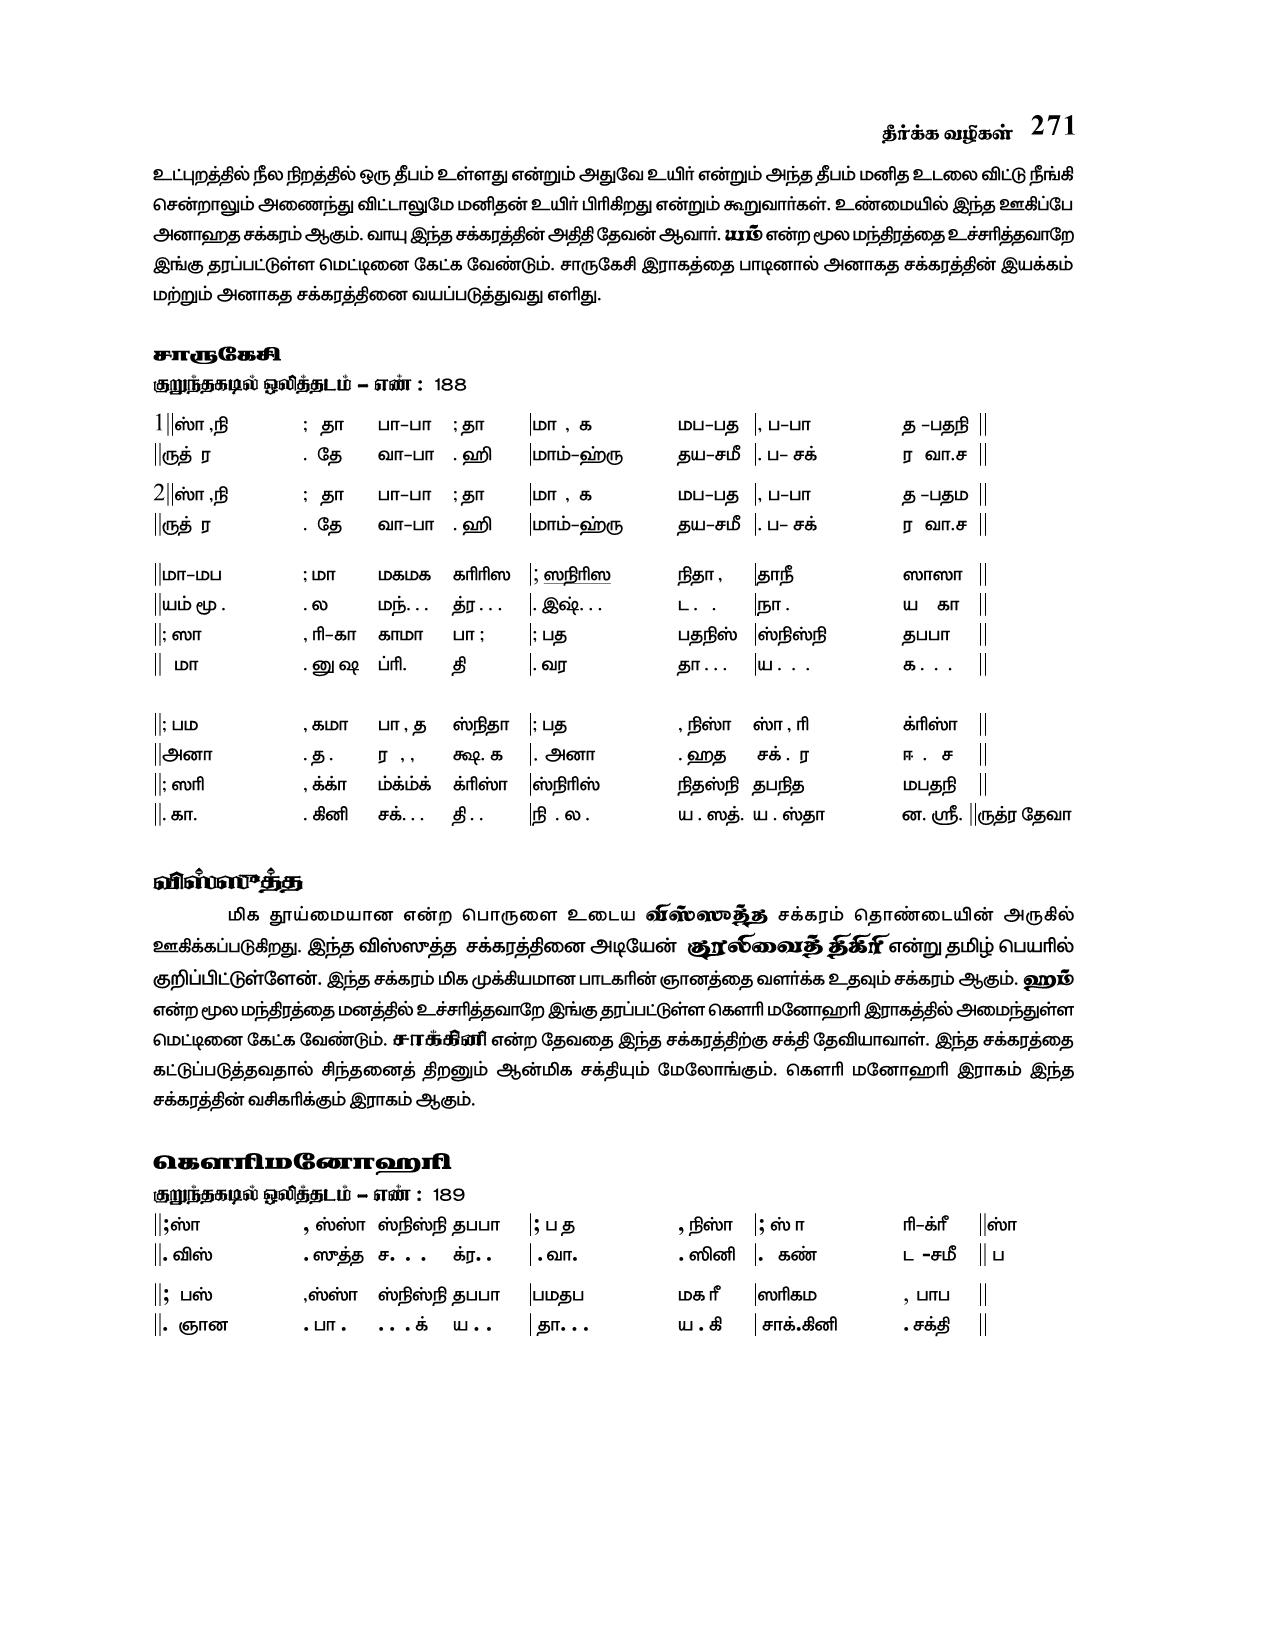 தீர்க்க வழிகள் 271
உட்புறத்தில் நீல நிறத்தில் ஒரு தீபம் உள்ளது என்றும் அதுவே உயிர் என்றும் அந்த தீபம் மனித உடலை விட்டு நீங்கி
சென்றாலும் அணைந்து விட்டாலுமே மனிதன் உயிர் பிரிகிறது என்றும் கூறுவார்கள். உண்மையில் இந்த ஊகிப்பே
அனாஹத சக்கரம் ஆகும். வாயு இந்த சக்கரத்தின் அதிதி தேவன் ஆவார். யம் என்ற மூல மந்திரத்தை உச்சரித்தவாறே
இங்கு தரப்பட்டுள்ள மெட்டினை கேட்க வேண்டும். சாருகேசி இராகத்தை பாடினால் அனாகத சக்கரத்தின் இயக்கம்
மற்றும் அனாகத சக்கரத்தினை வயப்படுத்துவது எளிது.
சாருகேசி
குறுந்தகடில் ஒலித்தடம் – எண் : 188
1||ஸா ,நி ; தா பா–பா ; தா |மா , க மப–பத |, ப–பா த –பதநி ||
||ருத் ர . தே வா–பா . ஹி |மாம்–ஹ்ரு தய–சமீ |. ப– சக் ர வா.ச ||
2||ஸா ,நி ; தா பா–பா ; தா |மா , க மப–பத |, ப–பா த –பதம ||
||ருத் ர . தே வா–பா . ஹி |மாம்–ஹ்ரு தய–சமீ |. ப– சக் ர வா.ச ||
||மா–மப ; மா மகமக கரிரிஸ |; ஸநிரிஸ நிதா , |தாநீ ஸாஸா ||
||யம் மூ . . ல மந். . . த்ர . . . |. இஷ். . . ட . . |நா . ய கா ||
||; ஸா , ரி–கா காமா பா ; |; பத பதநிஸ் |ஸ்நிஸ்நி தபபா ||
|| மா . னு ஷ ப்ரி. தி |. வர தா . . . |ய . . . க . . . ||
||; பம , கமா பா , த ஸ்நிதா |; பத , நிஸா ஸா , ரி க்ரிஸா ||
||அனா . த . ர , , க்ஷ. க |. அனா . ஹத சக் . ர ஈ . ச ||
||; ஸரி , க்கா் ம்க்ம்க் க்ரிஸா |ஸ்நிரிஸ் நிதஸ்நி தபநித மபதநி ||
||. கா. . கினி சக். . . தி . . |நி . ல . ய . ஸத். ய . ஸ்தா ன. ஸ்ரீ. ||ருத்ர தேவா
விஸ்ஸுத்த
மிக தூய்மையான என்ற பொருளை உடைய விஸ்ஸுத்த சக்கரம் தொண்டையின் அருகில்
ஊகிக்கப்படுகிறது. இந்த விஸ்ஸுத்த சக்கரத்தினை அடியேன் குரலிவைத் திகிரி என்று தமிழ் பெயரில்
குறிப்பிட்டுள்ளேன். இந்த சக்கரம் மிக முக்கியமான பாடகரின் ஞானத்தை வளர்க்க உதவும் சக்கரம் ஆகும். ஹம்
என்ற மூல மந்திரத்தை மனத்தில் உச்சரித்தவாறே இங்கு தரப்பட்டுள்ள கௌரி மனோஹரி இராகத்தில் அமைந்துள்ள
மெட்டினை கேட்க வேண்டும். சாக்கினி என்ற தேவதை இந்த சக்கரத்திற்கு சக்தி தேவியாவாள். இந்த சக்கரத்தை
கட்டுப்படுத்தவதால் சிந்தனைத் திறனும் ஆன்மிக சக்தியும் மேலோங்கும். கௌரி மனோஹரி இராகம் இந்த
சக்கரத்தின் வசிகரிக்கும் இராகம் ஆகும்.
கௌரிமனோஹரி
குறுந்தகடில் ஒலித்தடம் – எண் : 189
||;ஸா , ஸ்ஸா ஸ்நிஸ்நி தபபா |; ப த , நிஸா |; ஸ் ா ரி–க்ரீ ||ஸா
||. விஸ் . ஸுத்த ச. . . க்ர. . |. வா. . ஸினி |. கண் ட –சமீ || ப
||; பஸ் ,ஸ்ஸா ஸ்நிஸ்நி தபபா |பமதப மக ரீ |ஸரிகம , பாப ||
||. ஞான . பா . . . . க் ய . . |தா. . . ய . கி |சாக்.கினி . சக்தி ||